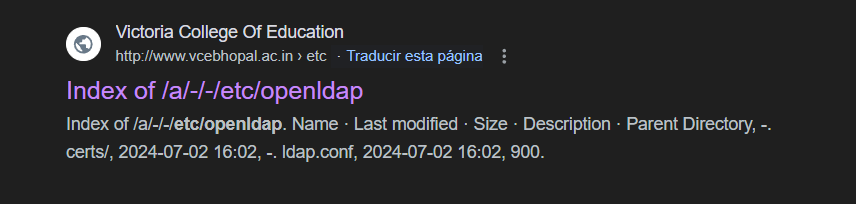 Victoria College Of Education
http://www.vcebhopal.ac.in › etc · Traducir esta página
Index of /a/-/-/etc/openldap
Index of /a/-/-/etc/openldap. Name · Last modified · Size · Description · Parent Directory, -.
certs/, 2024-07-02 16:02, -. ldap.conf, 2024-07-02 16:02, 900.